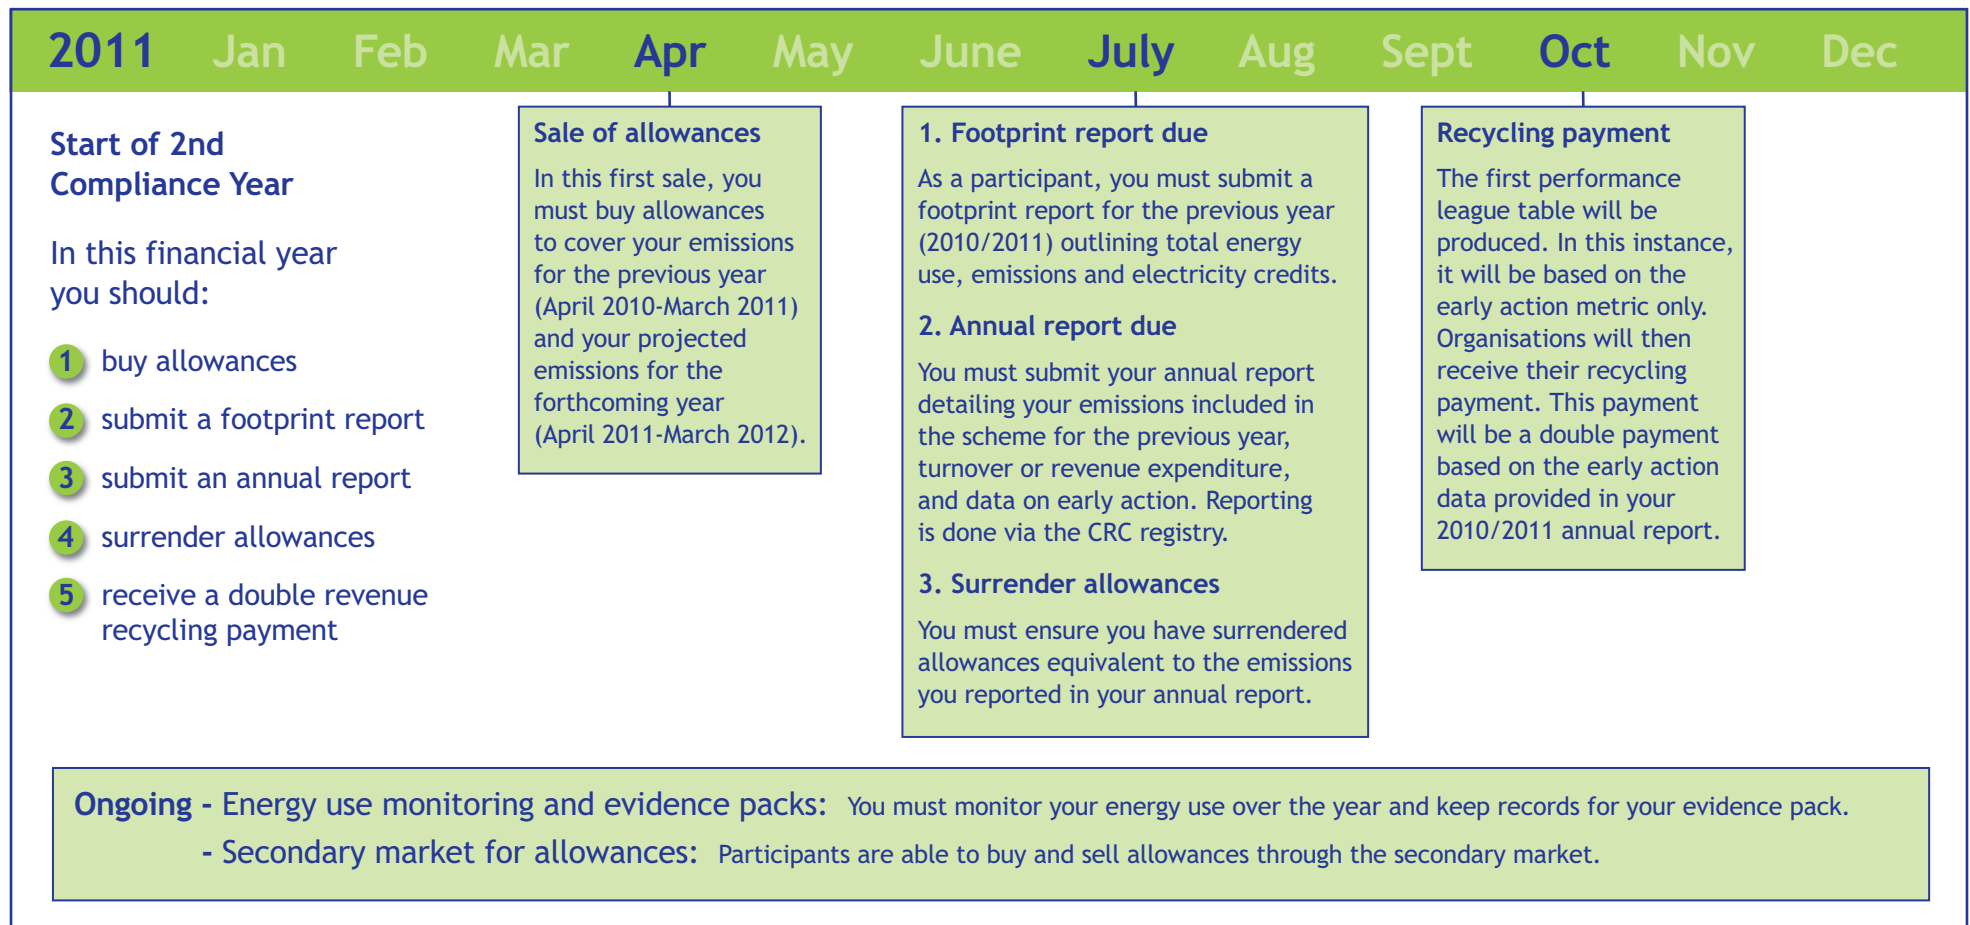 2011 Jan Feb Mar Apr May June July Aug Sept Oct Nov Dec
Start of 2nd
Compliance Year
In this financial year
you should:
1 buy allowances
2 submit a footprint report
3 submit an annual report
4 surrender allowances
5 receive a double revenue
recycling payment
Sale of allowances
In this first sale, you
must buy allowances
to cover your emissions
for the previous year
(April 2010-March 2011)
and your projected
emissions for the
forthcoming year
(April 2011-March 2012).
1. Footprint report due
As a participant, you must submit a
footprint report for the previous year
(2010/2011) outlining total energy
use, emissions and electricity credits.
2. Annual report due
You must submit your annual report
detailing your emissions included in
the scheme for the previous year,
turnover or revenue expenditure,
and data on early action. Reporting
is done via the CRC registry.
3. Surrender allowances
You must ensure you have surrendered
allowances equivalent to the emissions
you reported in your annual report.
Recycling payment
The first performance
league table will be
produced. In this instance,
it will be based on the
early action metric only.
Organisations will then
receive their recycling
payment. This payment
will be a double payment
based on the early action
data provided in your
2010/2011 annual report.
Ongoing - Energy use monitoring and evidence packs: You must monitor your energy use over the year and keep records for your evidence pack.
- Secondary market for allowances: Participants are able to buy and sell allowances through the secondary market.